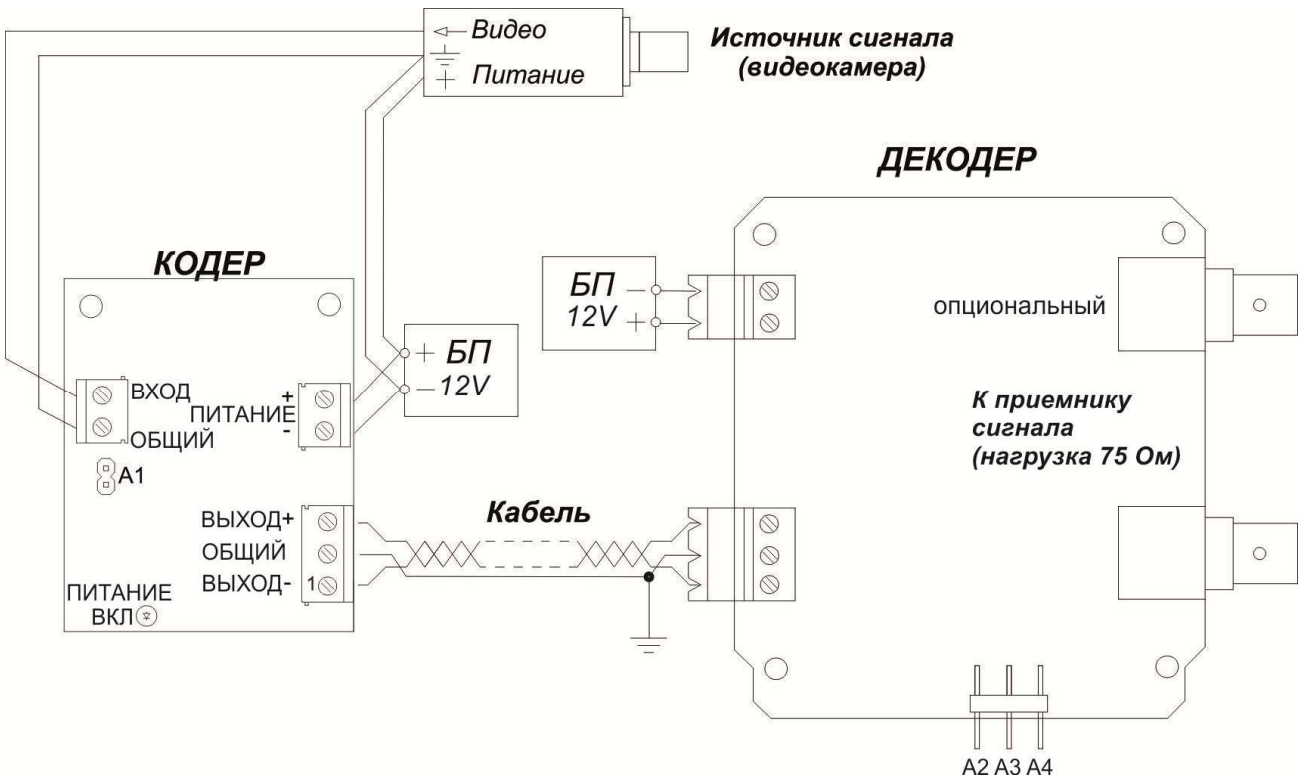 Видео
Питание
Источник сигнала
(видеокамера)
ДЕКОДЕР
КОДЕР
БП
12V
− +
опциональный
+ БП
− 12V
ВХОД
ОБЩИЙ
+
ПИТАНИЕ
-
A1
К приемнику
сигнала
(нагрузка 75 Ом)
Кабель
ВЫХОД+
ОБЩИЙ
ВЫХОД- 1
ПИТАНИЕ
ВКЛ
A2 A3 A4